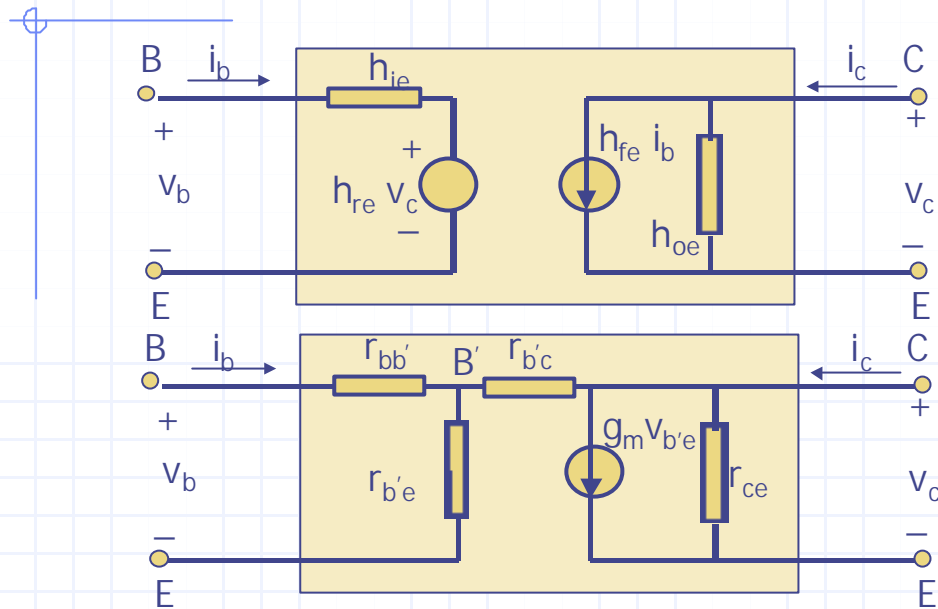 B i_b h_ie i_c C
+ + h_fe i_b +
v_b h_re v_c v_c
− − h_oe −
E E
B i_b r_bb′ B′ r_b′c i_c C
+ g_m v_b′e +
v_b r_b′e r_ce v_c
− −
E E